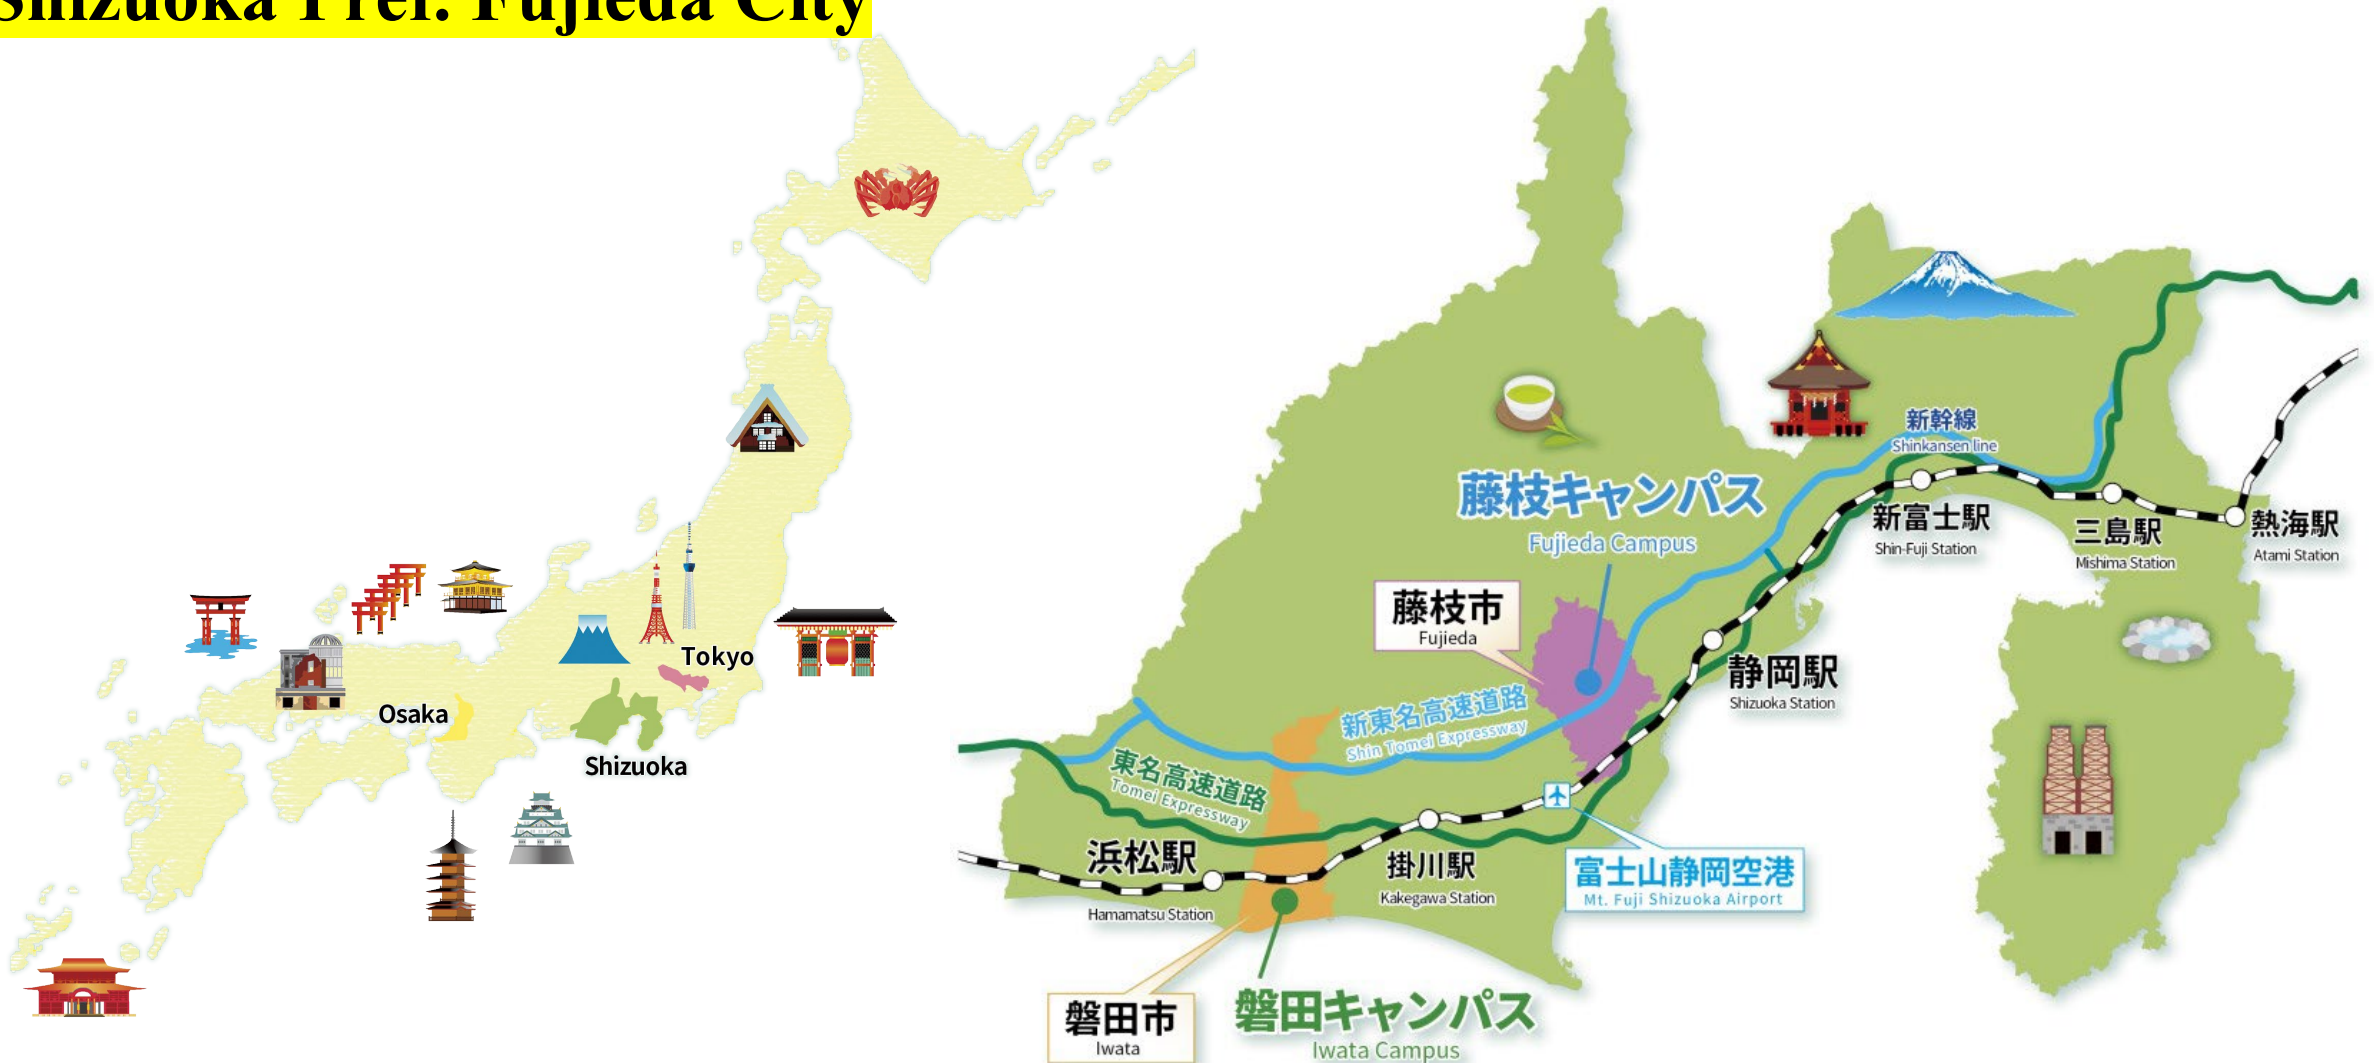 Shizuoka Pref. Fujieda City
Tokyo
Osaka
Shizuoka
新幹線
Shinkansen line
藤枝キャンパス
Fujieda Campus
新富士駅
Shin-Fuji Station
三島駅
Mishima Station
熱海駅
Atami Station
藤枝市
Fujieda
静岡駅
Shizuoka Station
新東名高速道路
Shin Tomei Expressway
東名高速道路
Tomei Expressway
浜松駅
Hamamatsu Station
掛川駅
Kakegawa Station
富士山静岡空港
Mt. Fuji Shizuoka Airport
磐田市
Iwata
磐田キャンパス
Iwata Campus